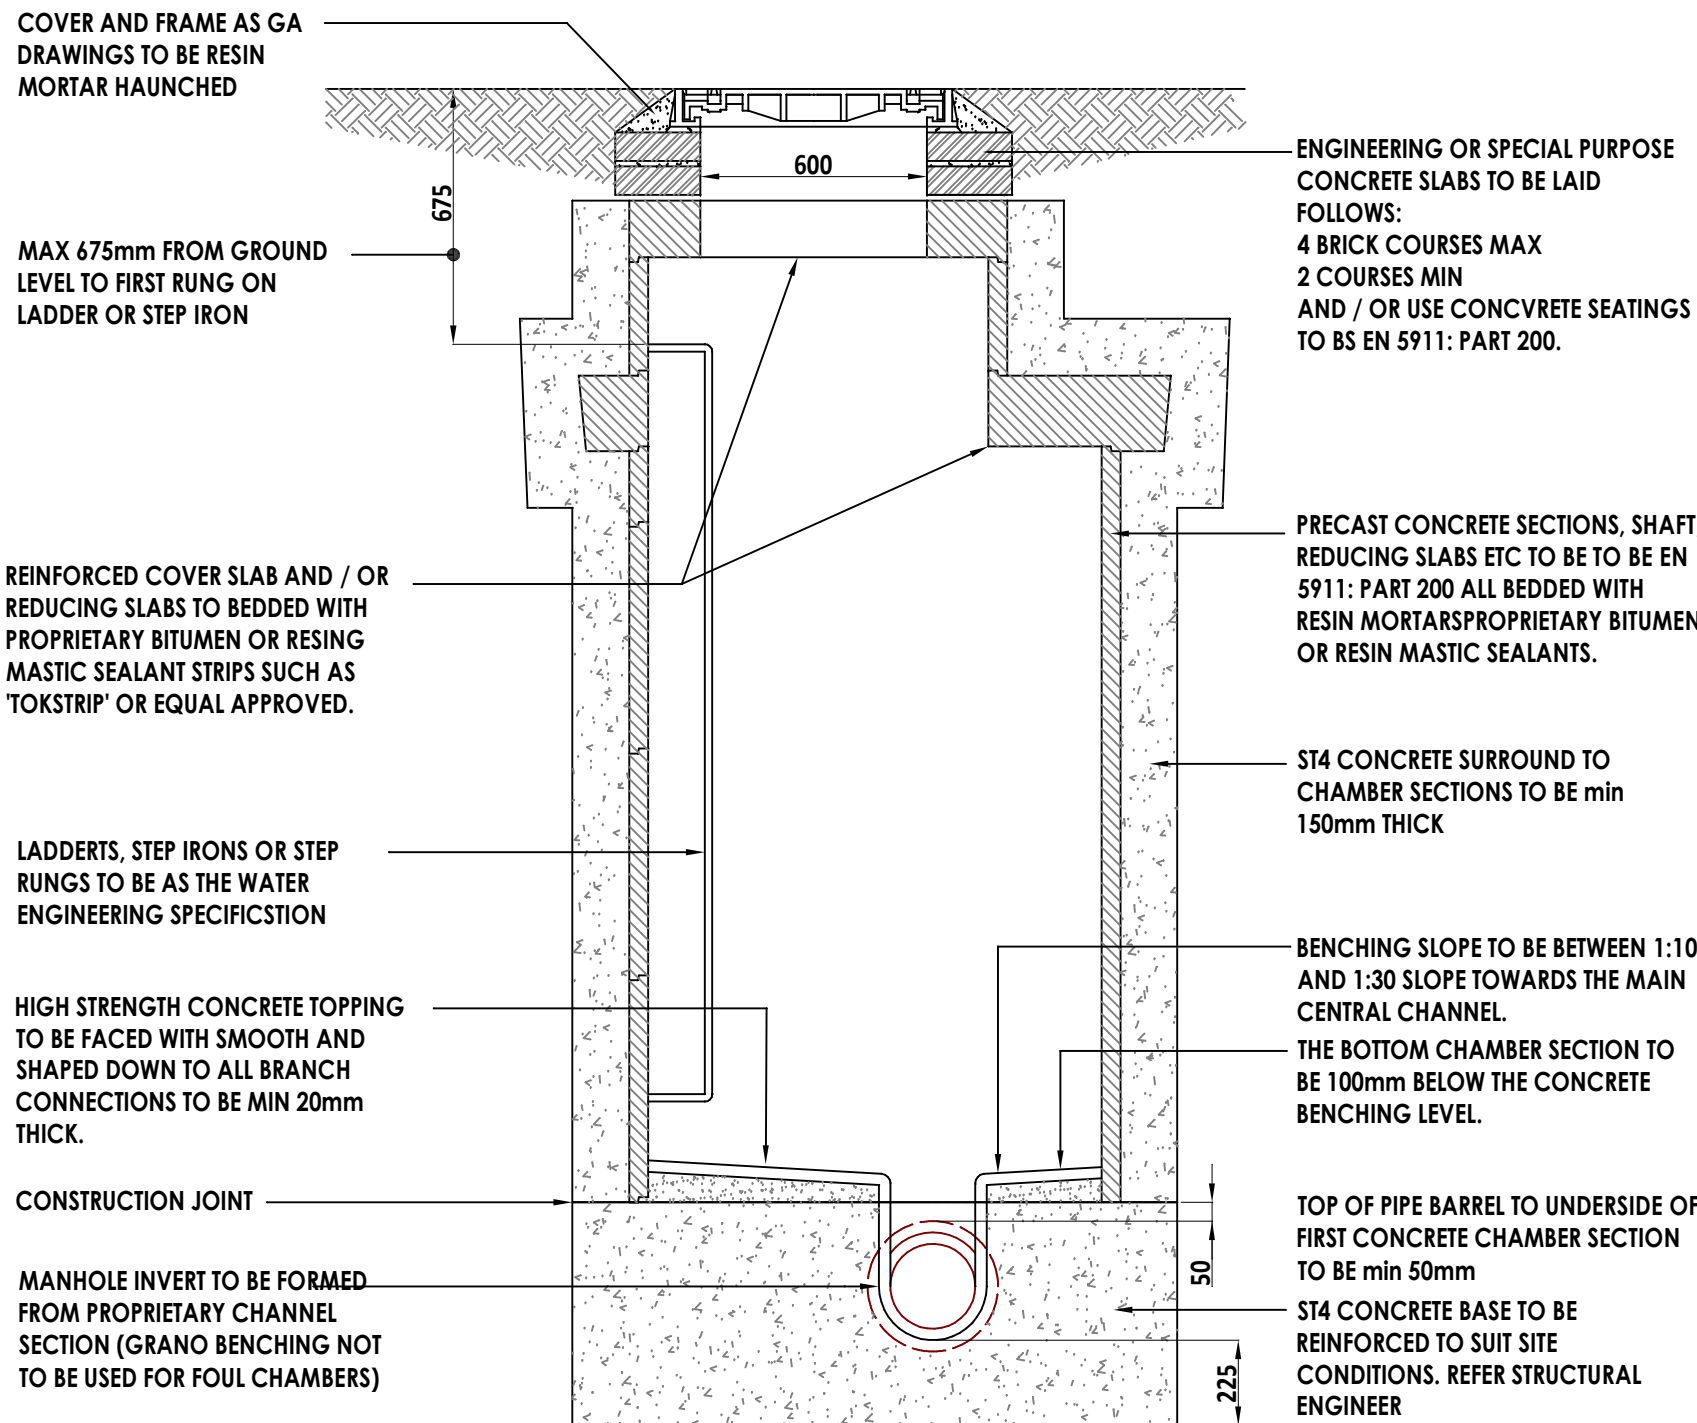 COVER AND FRAME AS GA
DRAWINGS TO BE RESIN
MORTAR HAUNCHED
675
MAX 675mm FROM GROUND
LEVEL TO FIRST RUNG ON
LADDER OR STEP IRON
REINFORCED COVER SLAB AND / OR
REDUCING SLABS TO BEDDED WITH
PROPRIETARY BITUMEN OR RESING
MASTIC SEALANT STRIPS SUCH AS
'TOKSTRIP' OR EQUAL APPROVED.
LADDERTS, STEP IRONS OR STEP
RUNGS TO BE AS THE WATER
ENGINEERING SPECIFICSTION
HIGH STRENGTH CONCRETE TOPPING
TO BE FACED WITH SMOOTH AND
SHAPED DOWN TO ALL BRANCH
CONNECTIONS TO BE MIN 20mm
THICK.
CONSTRUCTION JOINT
MANHOLE INVERT TO BE FORMED
FROM PROPRIETARY CHANNEL
SECTION (GRANO BENCHING NOT
TO BE USED FOR FOUL CHAMBERS)
600
ENGINEERING OR SPECIAL PURPOSE
CONCRETE SLABS TO BE LAID
FOLLOWS:
4 BRICK COURSES MAX
2 COURSES MIN
AND / OR USE CONCVRETE SEATINGS
TO BS EN 5911: PART 200.
PRECAST CONCRETE SECTIONS, SHAFT,
REDUCING SLABS ETC TO BE TO BE EN
5911: PART 200 ALL BEDDED WITH
RESIN MORTARSPROPRIETARY BITUMEN
OR RESIN MASTIC SEALANTS.
ST4 CONCRETE SURROUND TO
CHAMBER SECTIONS TO BE min
150mm THICK
BENCHING SLOPE TO BE BETWEEN 1:10
AND 1:30 SLOPE TOWARDS THE MAIN
CENTRAL CHANNEL.
THE BOTTOM CHAMBER SECTION TO
BE 100mm BELOW THE CONCRETE
BENCHING LEVEL.
TOP OF PIPE BARREL TO UNDERSIDE OF
FIRST CONCRETE CHAMBER SECTION
TO BE min 50mm
50
ST4 CONCRETE BASE TO BE
REINFORCED TO SUIT SITE
CONDITIONS. REFER STRUCTURAL
ENGINEER
225